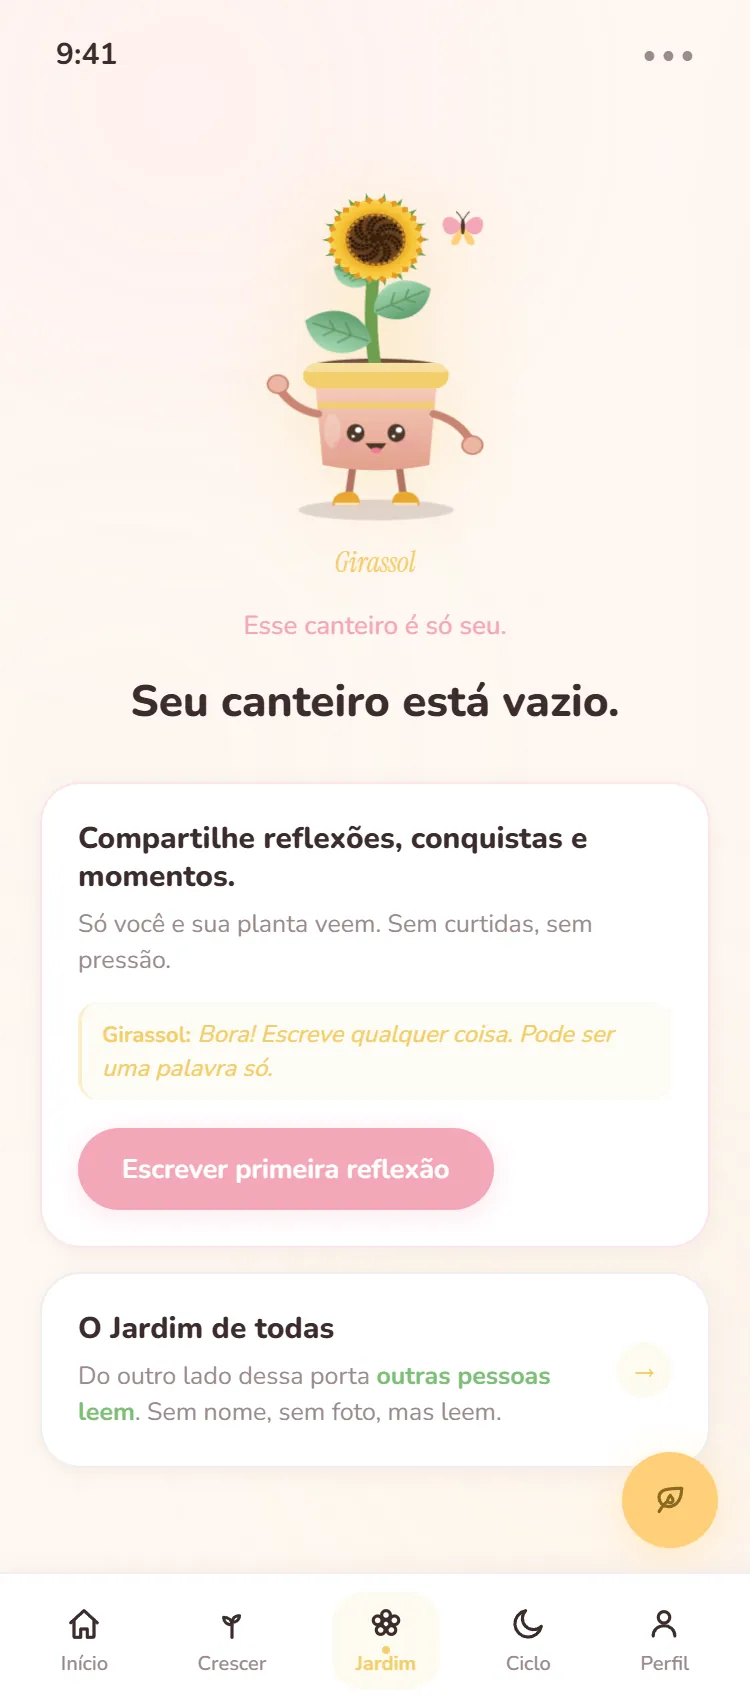 9:41
Girassol
Esse canteiro é só seu.
Seu canteiro está vazio.
Compartilhe reflexões, conquistas e
momentos.
Só você e sua planta veem. Sem curtidas, sem
pressão.
Girassol: Bora! Escreve qualquer coisa. Pode ser
uma palavra só.
Escrever primeira reflexão
O Jardim de todas
Do outro lado dessa porta outras pessoas
leem. Sem nome, sem foto, mas leem.
→
Início
Crescer
Jardim
Ciclo
Perfil